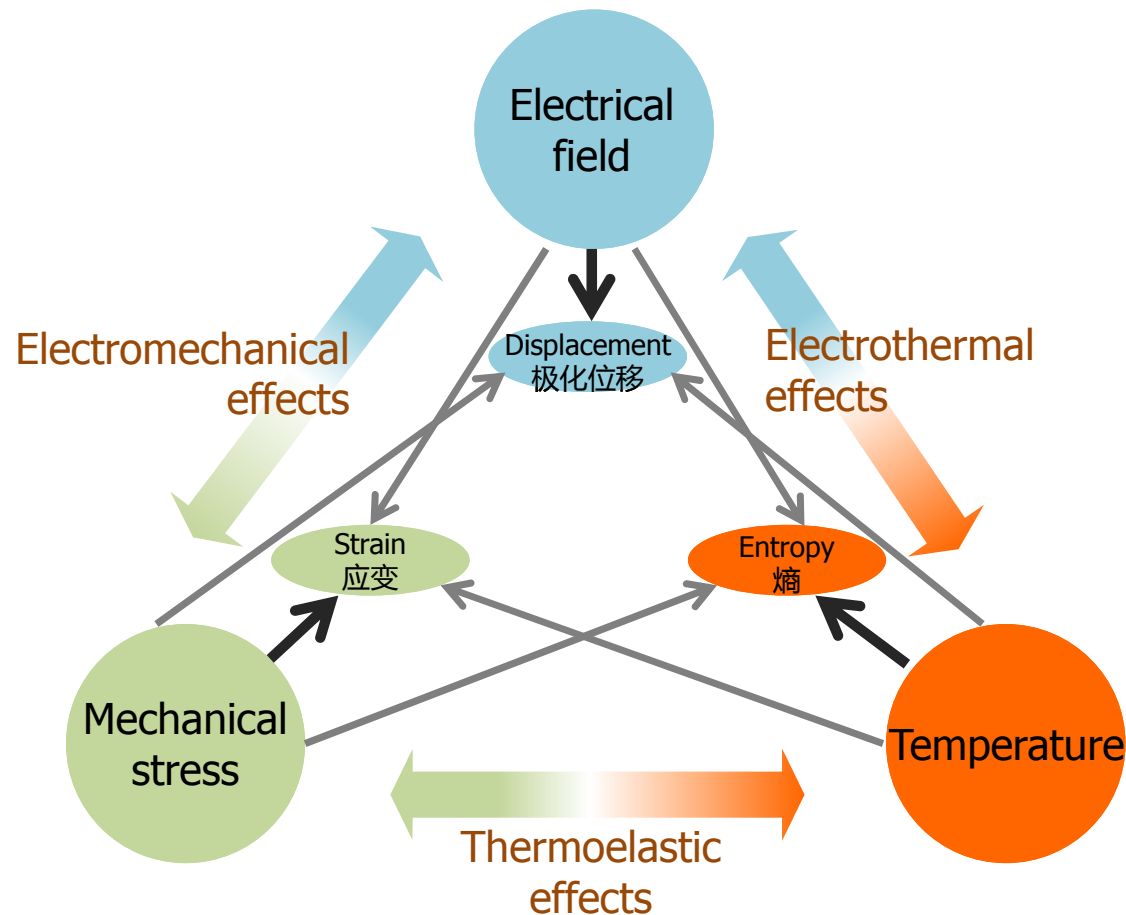 Electrical
field
Displacement
极化位移
Electromechanical
effects
Electrothermal
effects
Strain
应变
Entropy
熵
Mechanical
stress
Temperature
Thermoelastic
effects